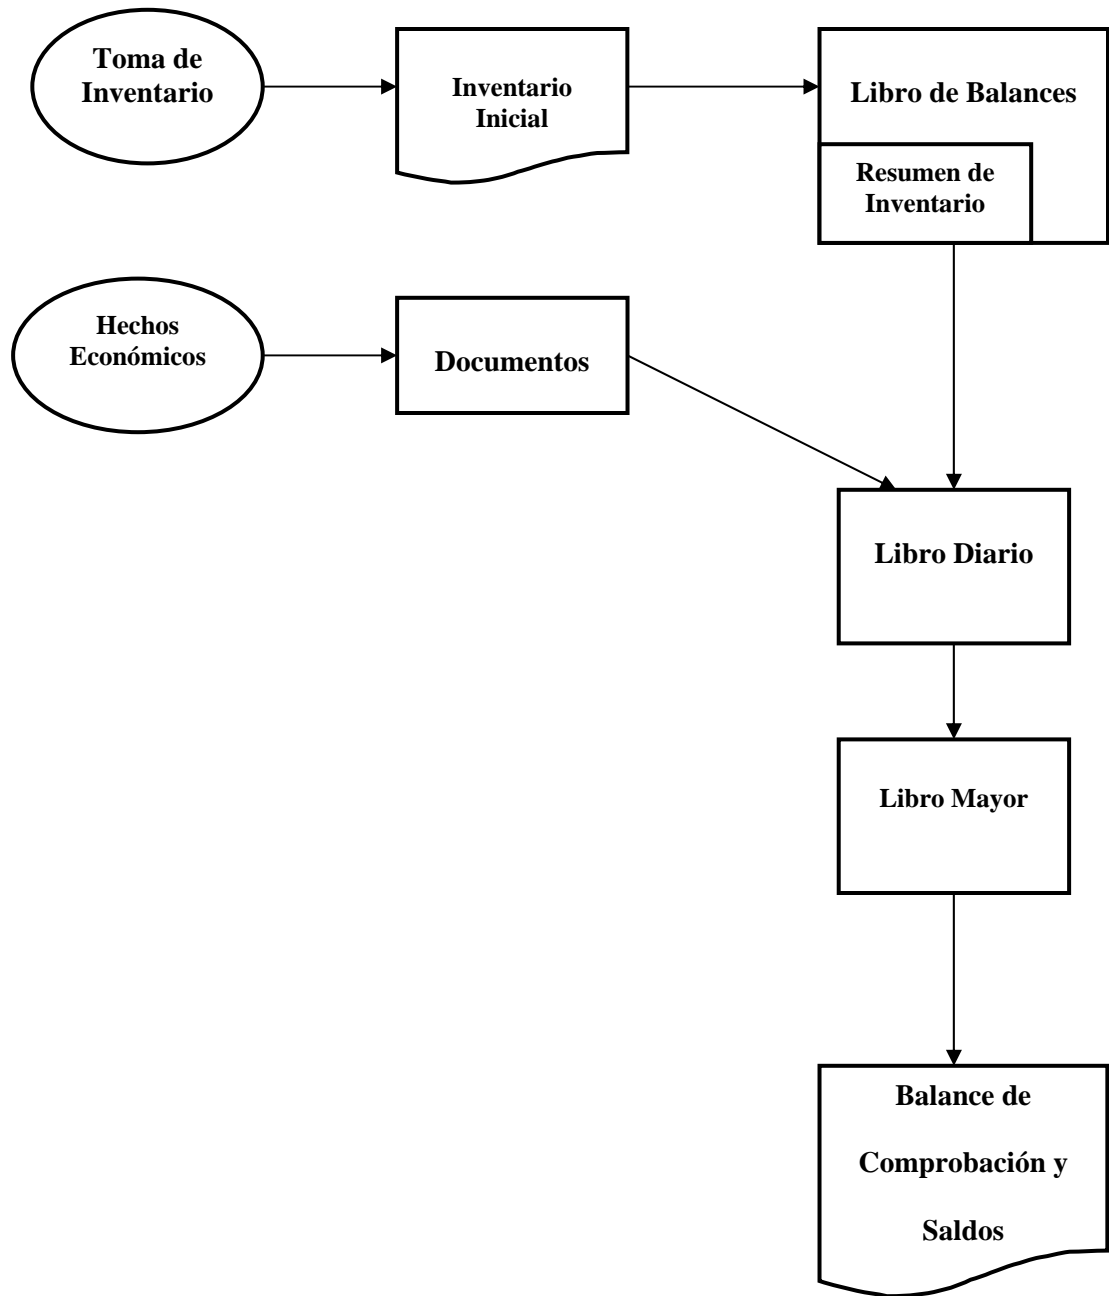 Toma de
Inventario
Inventario
Inicial
Libro de Balances
Resumen de
Inventario
Hechos
Económicos
Documentos
Libro Diario
Libro Mayor
Balance de
Comprobación y
Saldos